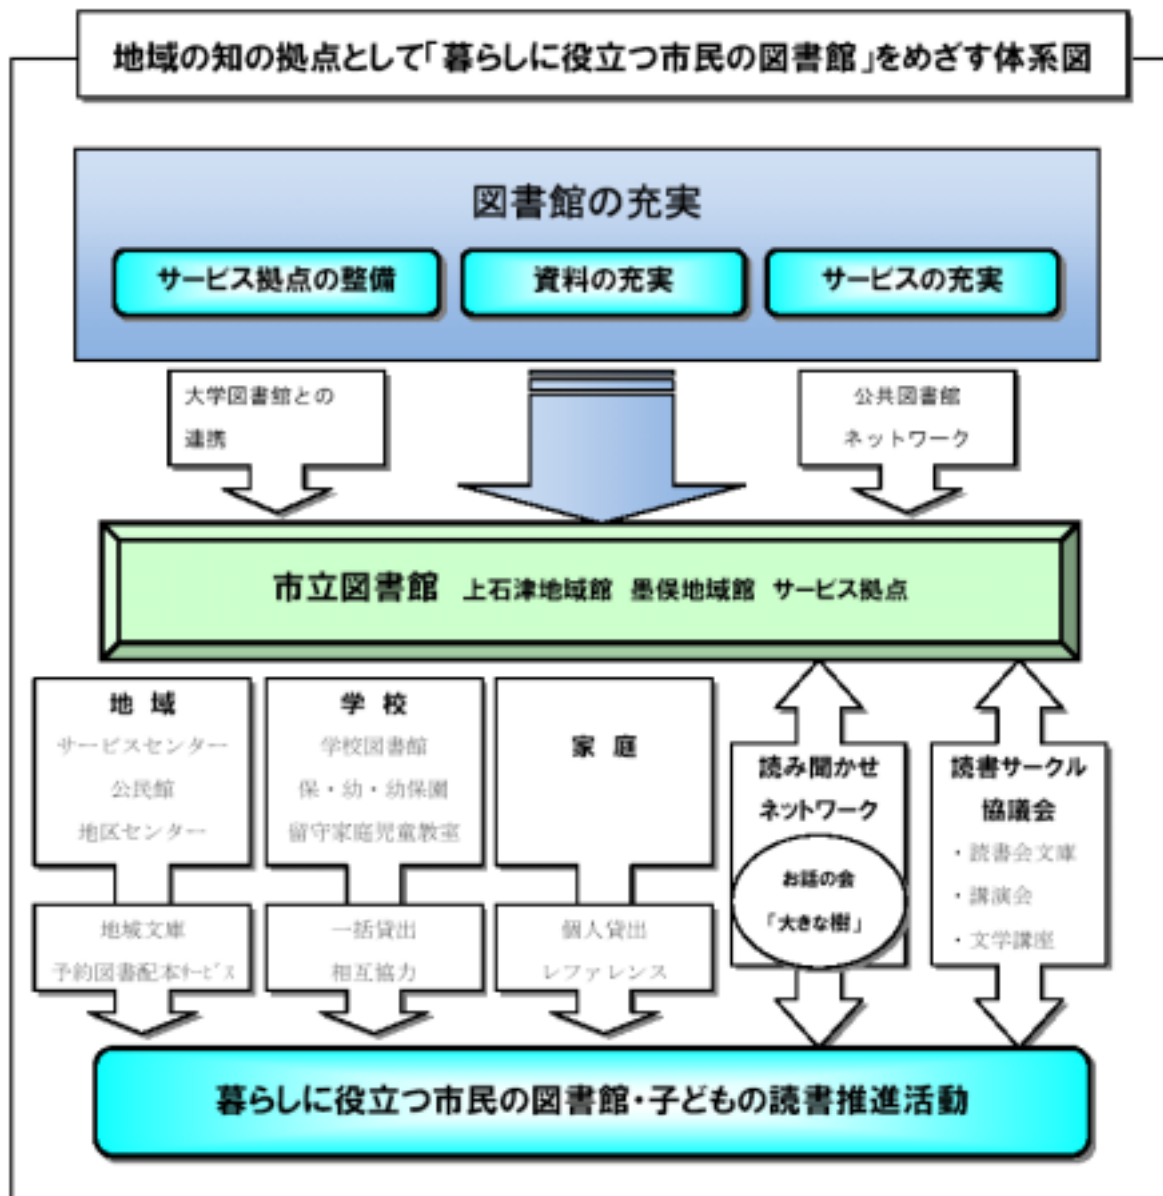 地域の知の拠点として「暮らしに役立つ市民の図書館」をめざす体系図
図書館の充実
サービス拠点の整備
資料の充実
サービスの充実
大学図書館との
連携
公共図書館
ネットワーク
市立図書館 上石津地域館 墨俣地域館 サービス拠点
地 域
サービスセンター
公民館
地区センター
地域文庫
予約図書配本サービス
学 校
学校図書館
保・幼・幼保園
留守家庭児童教室
一括貸出
相互協力
家 庭
個人貸出
レファレンス
読み聞かせ
ネットワーク
お話の会
「大きな樹」
読書サークル
協議会
・読書会文庫
・講演会
・文学講座
暮らしに役立つ市民の図書館・子どもの読書推進活動